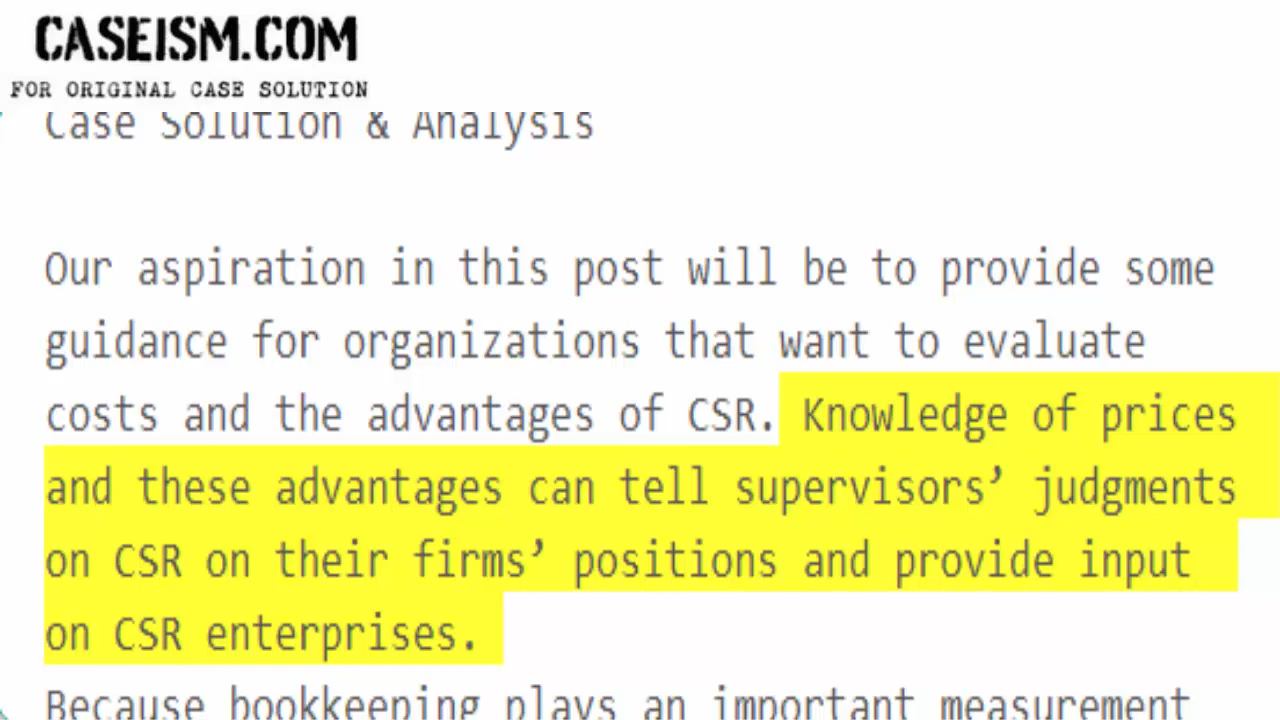 CASEISM.COM
FOR ORIGINAL CASE SOLUTION
Case Solution & Analysis
Our aspiration in this post will be to provide some
guidance for organizations that want to evaluate
costs and the advantages of CSR. Knowledge of prices
and these advantages can tell supervisors’ judgments
on CSR on their firms’ positions and provide input
on CSR enterprises.
Because bookkeeping plays an important measurement